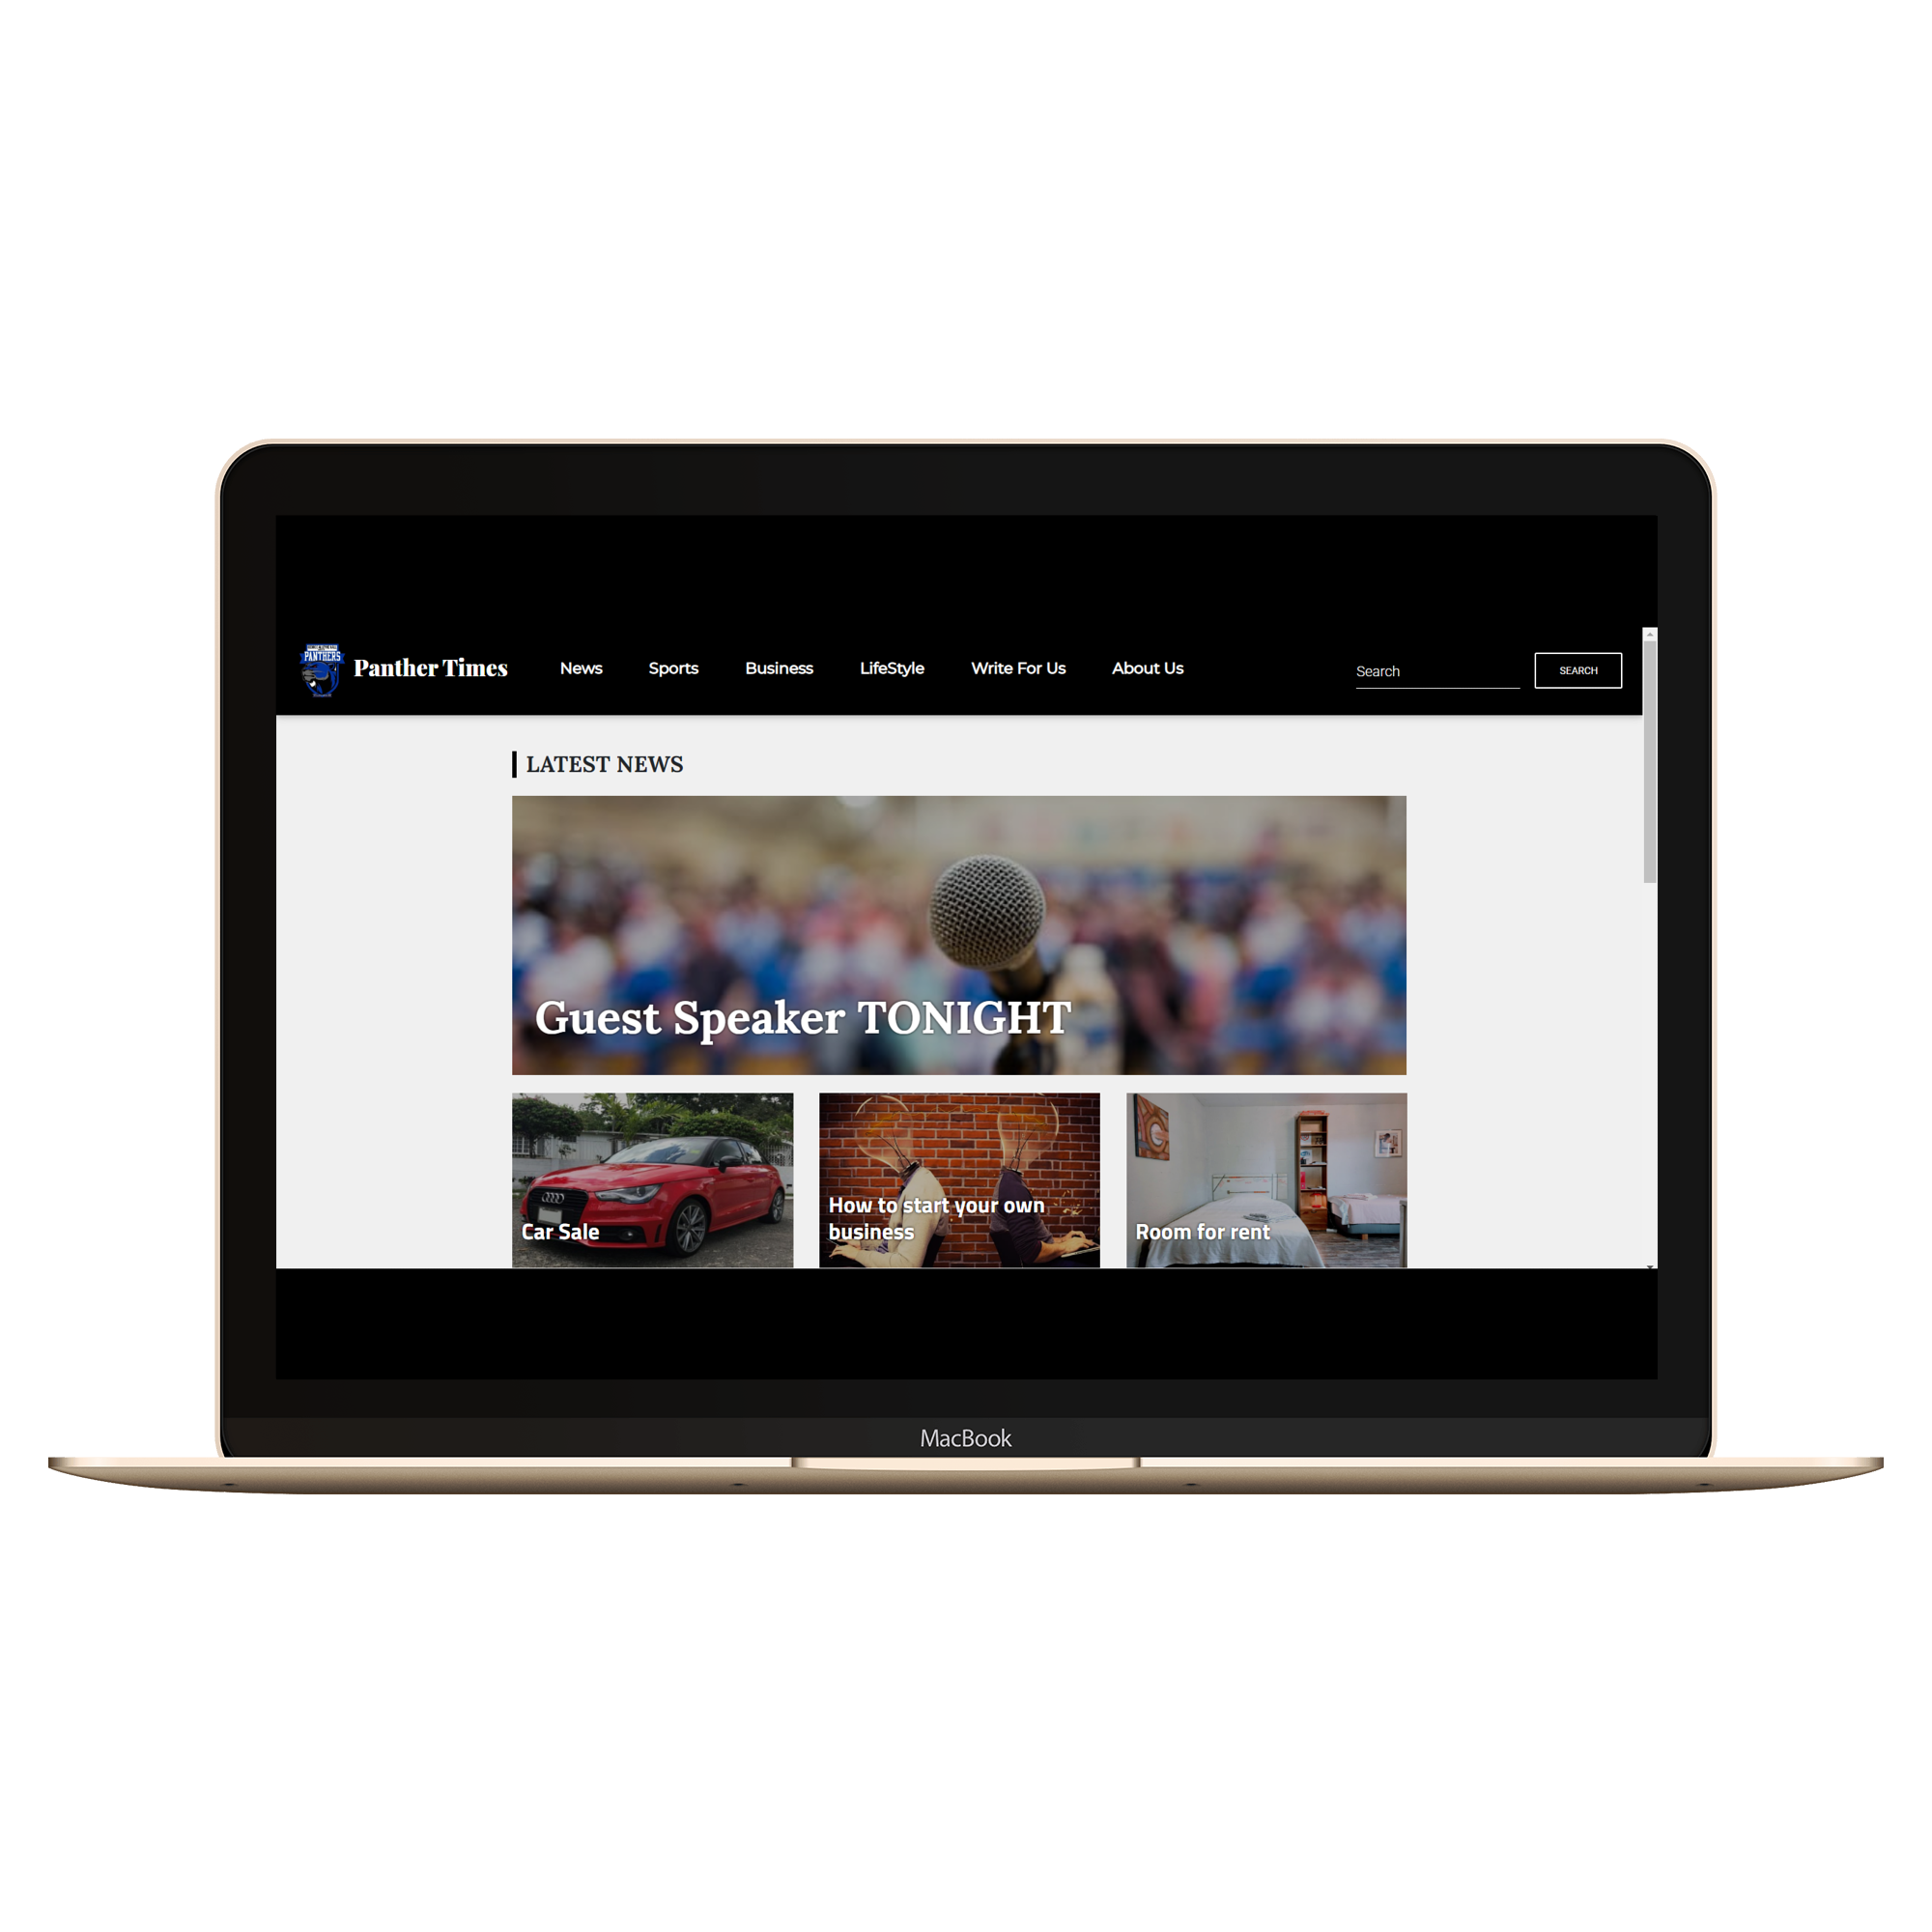 PANTHERS
Panther Times
News
Sports
Business
LifeStyle
Write For Us
About Us
Search
SEARCH
LATEST NEWS
Guest Speaker TONIGHT
Car Sale
How to start your own
business
Room for rent
MacBook